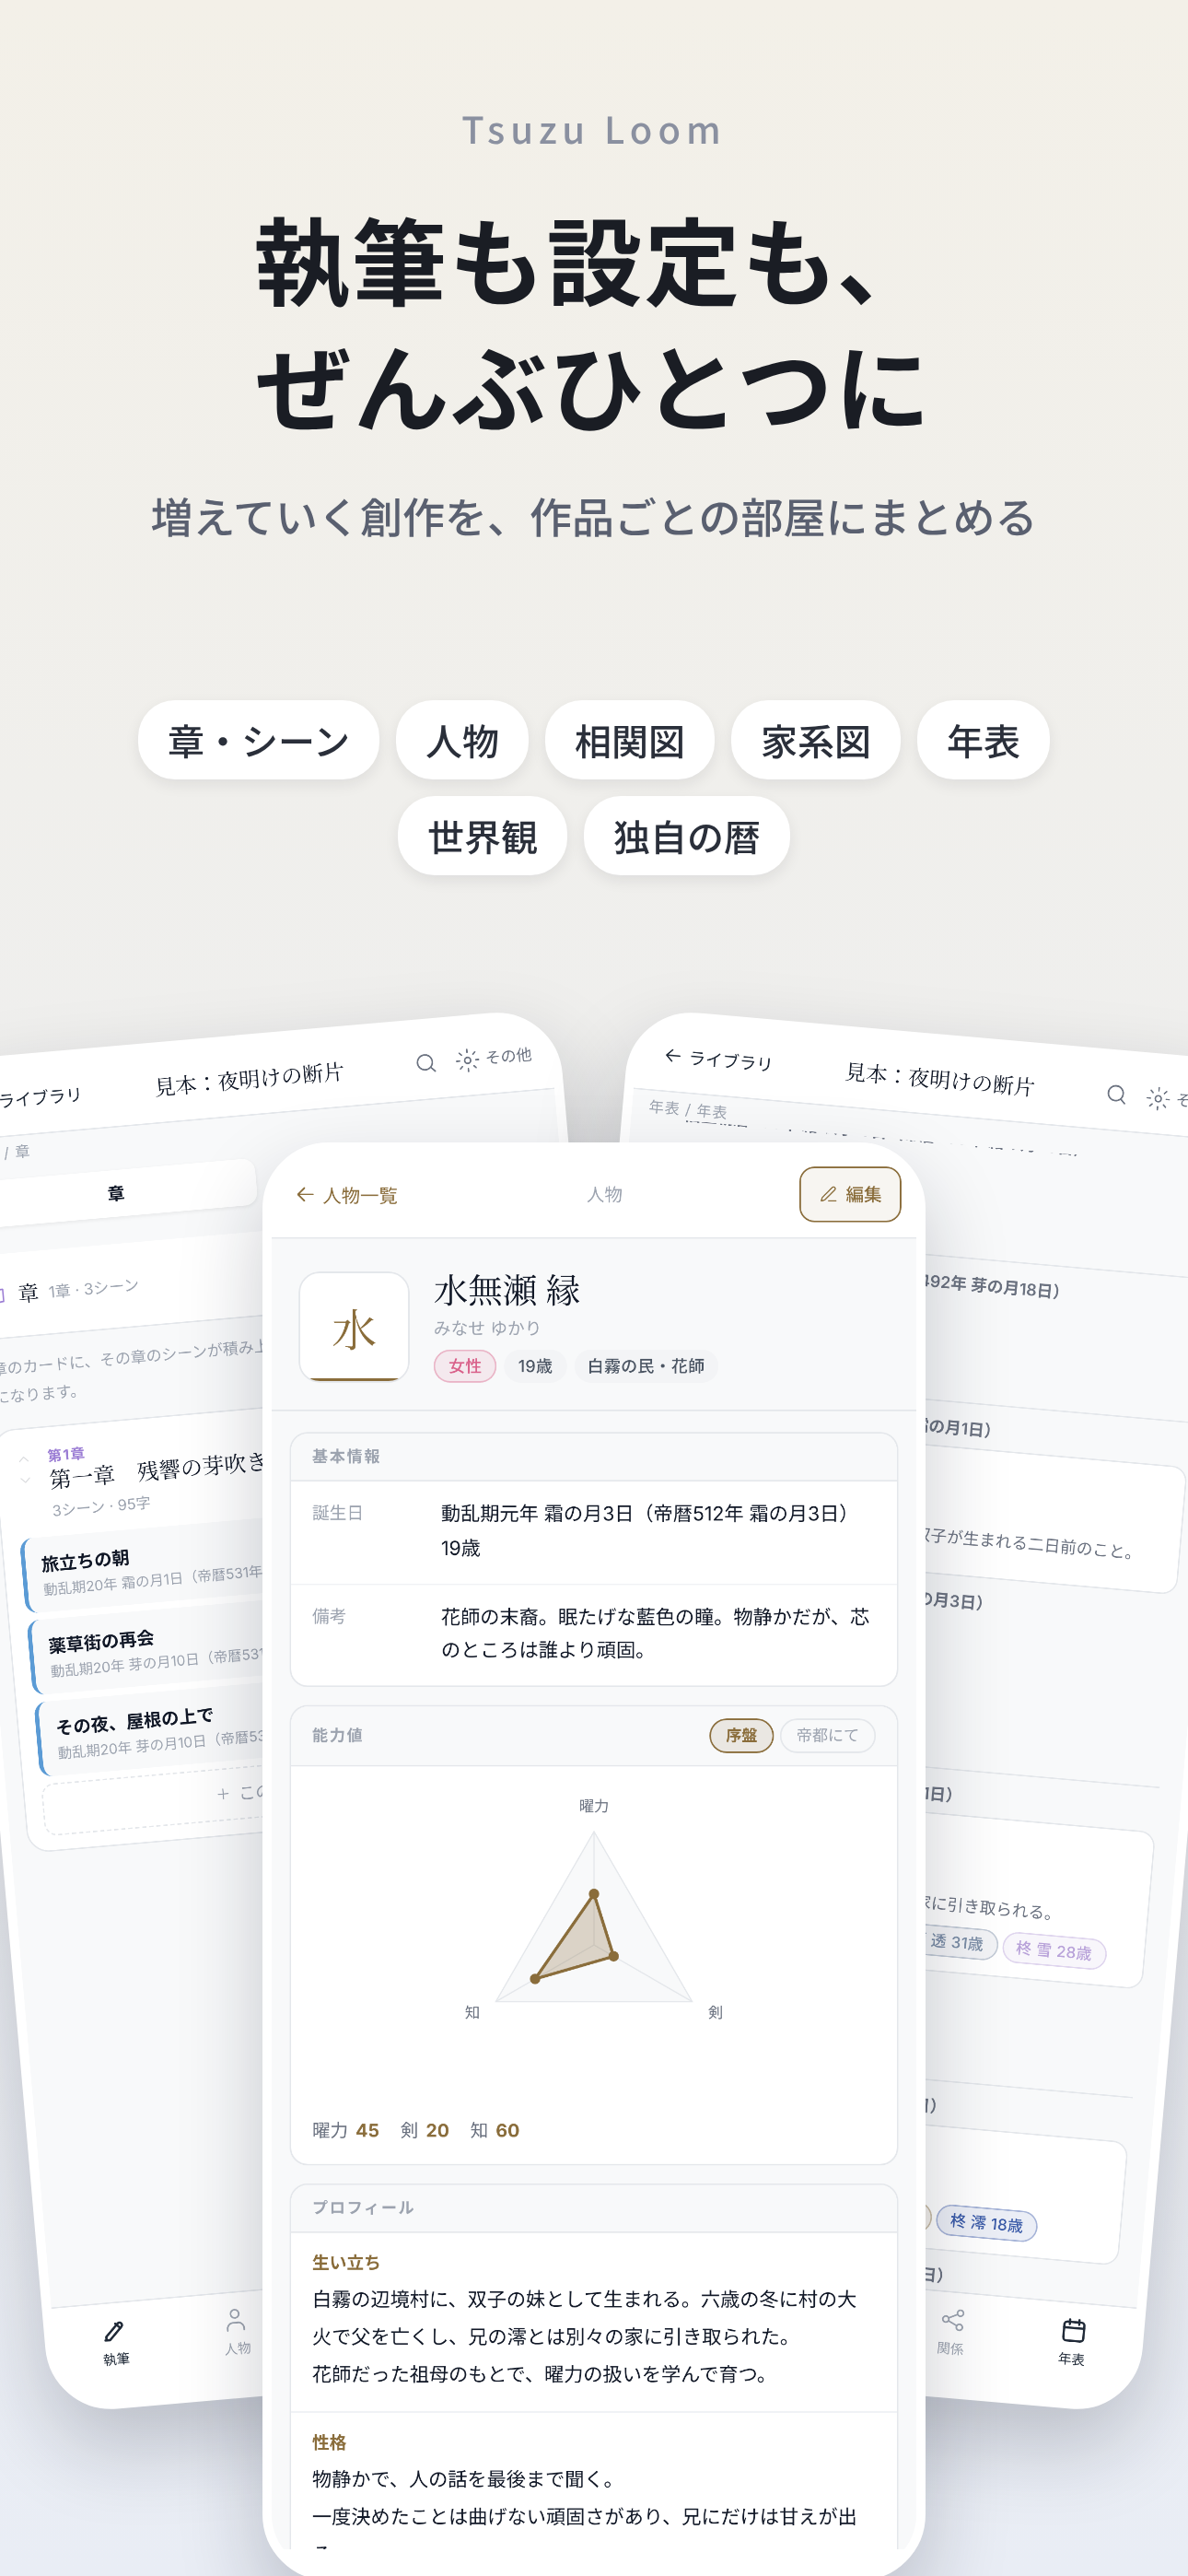 Tsuzu Loom
執筆も設定も、
ぜんぶひとつに
増えていく創作を、作品ごとの部屋にまとめる
章・シーン
人物
相関図
家系図
年表
世界観
独自の暦
ライブラリ
見本：夜明けの断片
その他
/ 章
章
章 1章・3シーン
章のカードに、その章のシーンが積み上
になります。
第1章
第一章　残響の芽吹き
3シーン・95字
旅立ちの朝
動乱期20年 霜の月1日（帝暦531年
薬草街の再会
動乱期20年 芽の月10日（帝暦531
その夜、屋根の上で
動乱期20年 芽の月10日（帝暦53
＋ この
執筆
人物
← 人物一覧
人物
編集
水
水無瀬 縁
みなせ ゆかり
女性
19歳
白霧の民・花師
基本情報
誕生日
動乱期元年 霜の月3日（帝暦512年 霜の月3日）
19歳
備考
花師の末裔。眠たげな藍色の瞳。物静かだが、芯
のところは誰より頑固。
能力値
序盤
帝都にて
曜力
知
剣
曜力 45 剣 20 知 60
プロフィール
生い立ち
白霧の辺境村に、双子の妹として生まれる。六歳の冬に村の大
火で父を亡くし、兄の澪とは別々の家に引き取られた。
花師だった祖母のもとで、曜力の扱いを学んで育つ。
性格
物静かで、人の話を最後まで聞く。
一度決めたことは曲げない頑固さがあり、兄にだけは甘えが出
← ライブラリ
見本：夜明けの断片
そ
年表 / 年表
492年 芽の月18日）
の月1日）
双子が生まれる二日前のこと。
の月3日）
日）
家に引き取られる。
透 31歳
柊 雪 28歳
柊 澪 18歳
日）
関係
年表